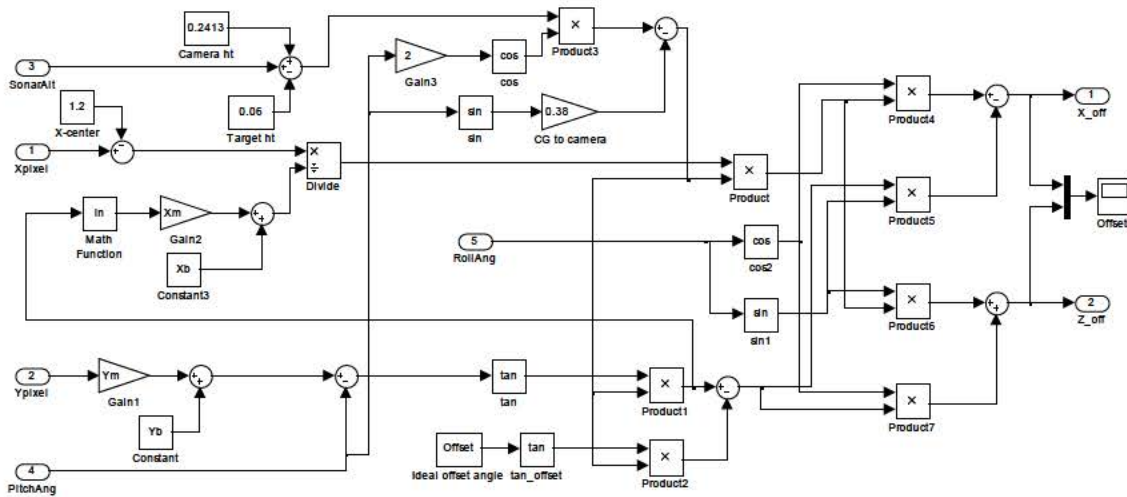 0.2413
Camera ht
3
SonarAlt
1.2
X-center
0.06
Target ht
1
Xpixel
2
Gain3
cos
cos
Product3
sin
sin
0.38
CG to camera
Divide
ln
Math
Function
Xm
Gain2
Xb
Constant3
Product
5
RollAng
cos
cos2
sin
sin1
Product4
Product5
Product6
Product7
1
X_off
Offset
2
Z_off
2
Ypixel
Ym
Gain1
Yb
Constant
4
PitchAng
tan
tan
Product1
Offset
Ideal offset angle
tan
tan_offset
Product2